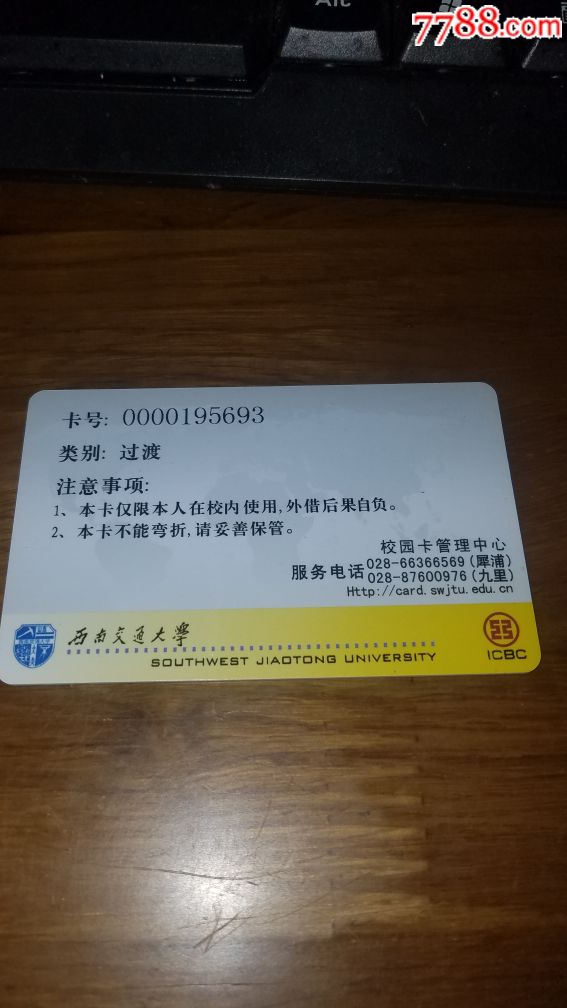 Alt
7788.com
卡号: 0000195693
类别: 过渡
注意事项:
1、本卡仅限本人在校内使用,外借后果自负。
2、本卡不能弯折,请妥善保管。
校园卡管理中心
服务电话 028-66366569 (犀浦)
028-87600976 (九里)
Http://card.swjtu.edu.cn
西南交通大学
SOUTHWEST JIAOTONG UNIVERSITY
ICBC